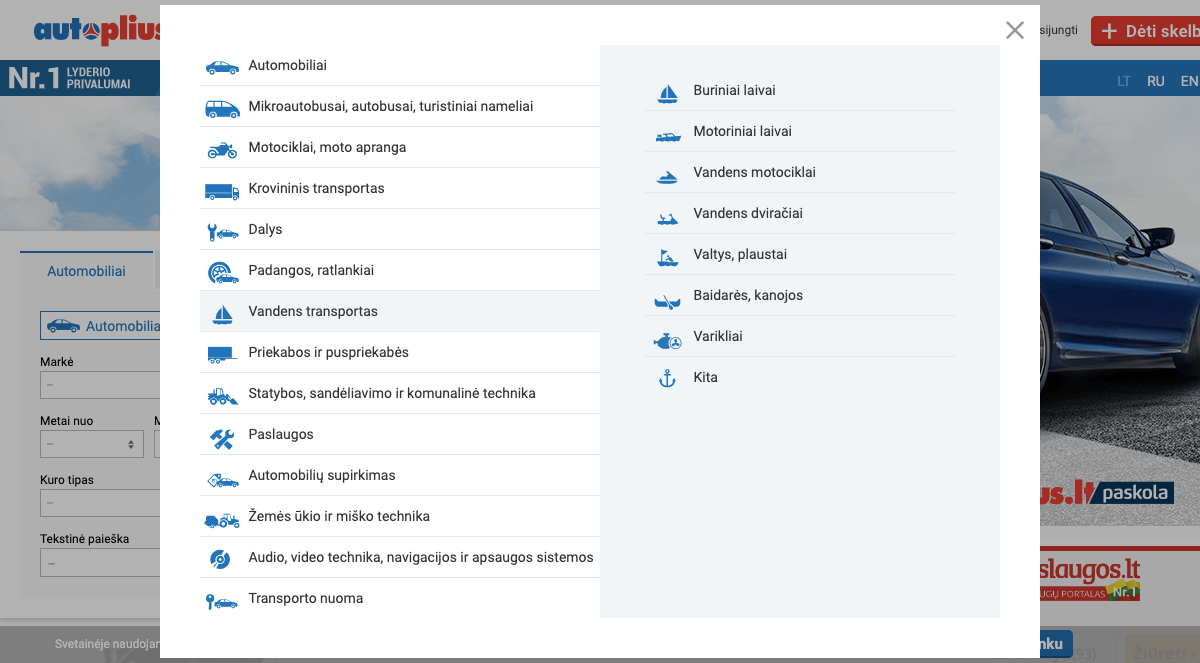 autoplius
sijungti
Dėti skelb
Nr.1 LYDERIO
PRIVALUMAI
LT RU EN
Automobiliai
Mikroautobusai, autobusai, turistiniai nameliai
Motociklai, moto apranga
Krovininis transportas
Dalys
Padangos, ratlankiai
Vandens transportas
Priekabos ir puspriekabės
Statybos, sandėliavimo ir komunalinė technika
Paslaugos
Automobilių supirkimas
Žemės ūkio ir miško technika
Audio, video technika, navigacijos ir apsaugos sistemos
Transporto nuoma
Buriniai laivai
Motoriniai laivai
Vandens motociklai
Vandens dviračiai
Valtys, plaustai
Baidarės, kanojos
Varikliai
Kita
Automobiliai
Automobilia
Markė
–
Metai nuo
M
–
Kuro tipas
–
Tekstinė paieška
–
us.lt paskola
slaugos.lt
UGŲ PORTALAS Nr.1
Svetainėje naudojan
nku
93)
Žiūrėti